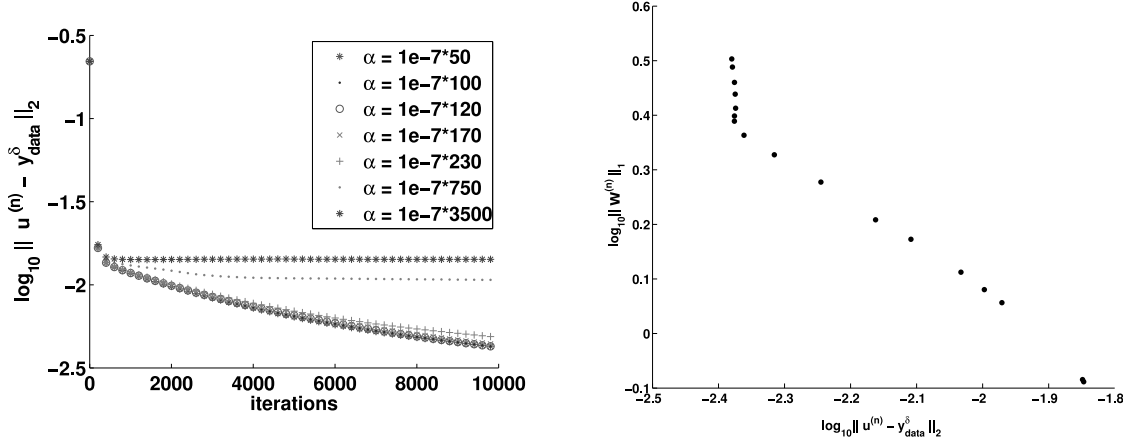 −0.5
−1
−1.5
−2
−2.5
0
2000
4000
6000
8000
10000
iterations
log₁₀ || u⁽ⁿ⁾ − y^δ_data ||₂
α = 1e−7*50
α = 1e−7*100
α = 1e−7*120
α = 1e−7*170
α = 1e−7*230
α = 1e−7*750
α = 1e−7*3500
0.6
0.5
0.4
0.3
0.2
0.1
0
−0.1
−2.5
−2.4
−2.3
−2.2
−2.1
−2
−1.9
−1.8
log₁₀|| w⁽ⁿ⁾ ||₁
log₁₀|| u⁽ⁿ⁾ − y^δ_data ||₂